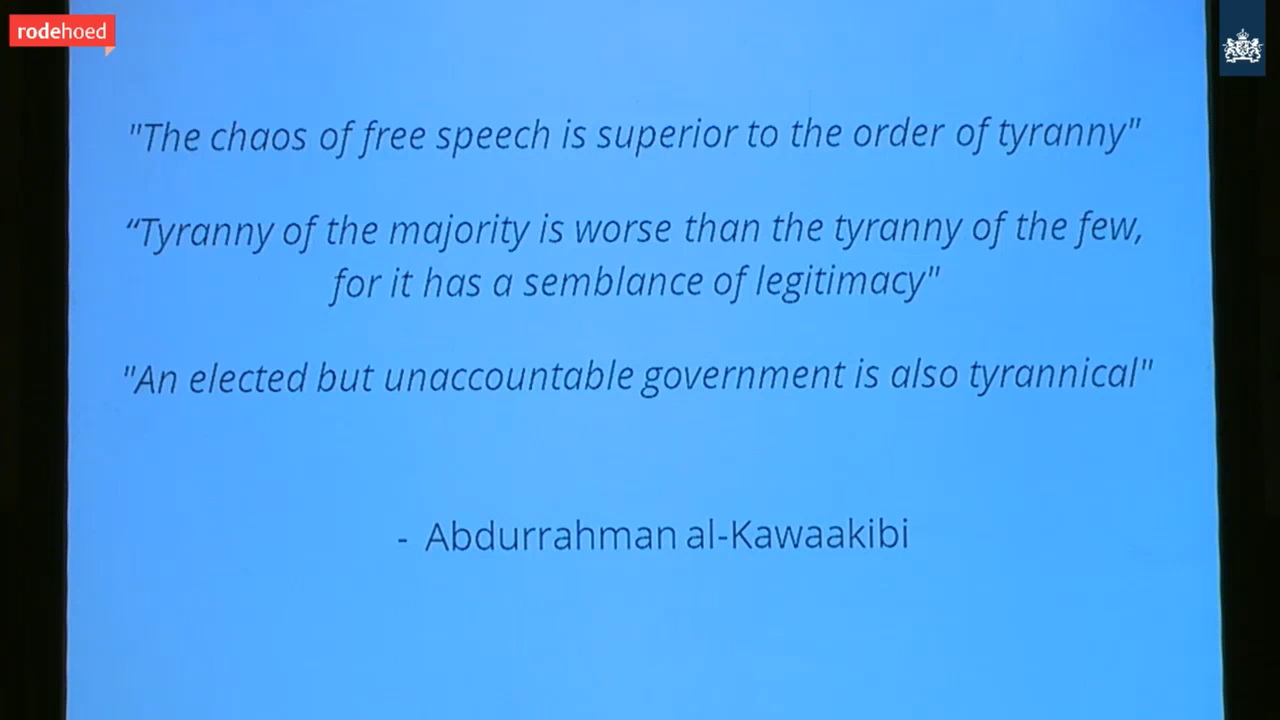 rodehoed
"The chaos of free speech is superior to the order of tyranny"
“Tyranny of the majority is worse than the tyranny of the few,
for it has a semblance of legitimacy"
"An elected but unaccountable government is also tyrannical"
- Abdurrahman al-Kawaakibi